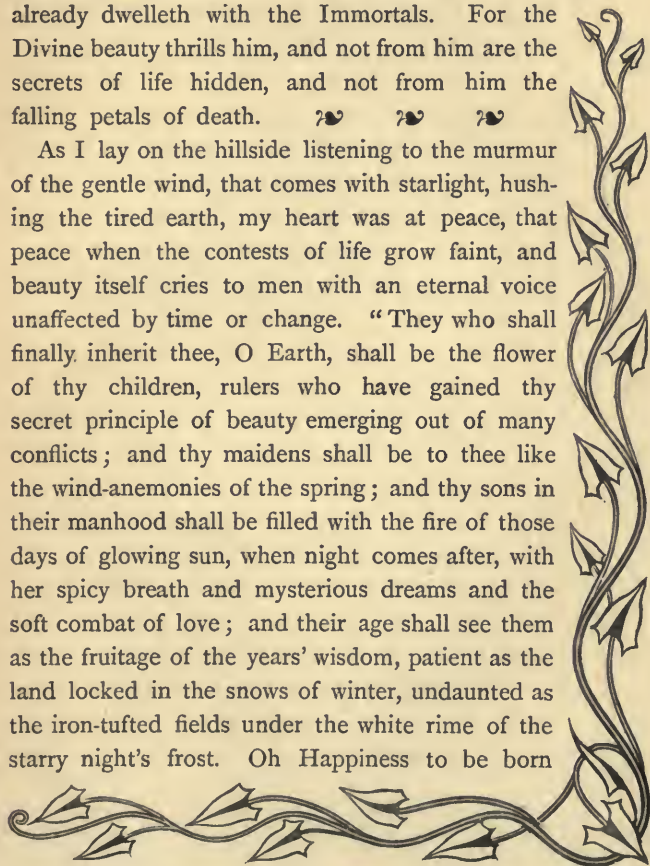 already dwelleth with the Immortals. For the
Divine beauty thrills him, and not from him are the
secrets of life hidden, and not from him the
falling petals of death. ❧ ❧ ❧
As I lay on the hillside listening to the murmur
of the gentle wind, that comes with starlight, hush-
ing the tired earth, my heart was at peace, that
peace when the contests of life grow faint, and
beauty itself cries to men with an eternal voice
unaffected by time or change. “They who shall
finally inherit thee, O Earth, shall be the flower
of thy children, rulers who have gained thy
secret principle of beauty emerging out of many
conflicts; and thy maidens shall be to thee like
the wind-anemonies of the spring; and thy sons in
their manhood shall be filled with the fire of those
days of glowing sun, when night comes after, with
her spicy breath and mysterious dreams and the
soft combat of love; and their age shall see them
as the fruitage of the years’ wisdom, patient as the
land locked in the snows of winter, undaunted as
the iron-tufted fields under the white rime of the
starry night’s frost. Oh Happiness to be born